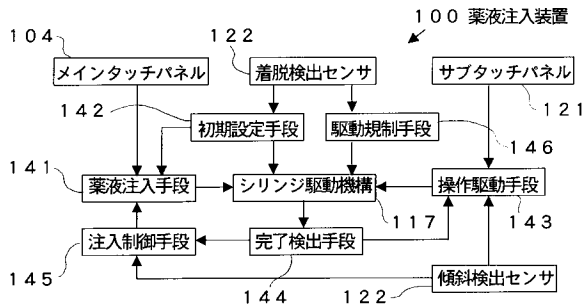 100 薬液注入装置
104
122
メインタッチパネル
着脱検出センサ
サブタッチパネル
142
121
初期設定手段
駆動規制手段
146
141
薬液注入手段
シリンジ駆動機構
操作駆動手段
117
143
注入制御手段
完了検出手段
145
144
122
傾斜検出センサ